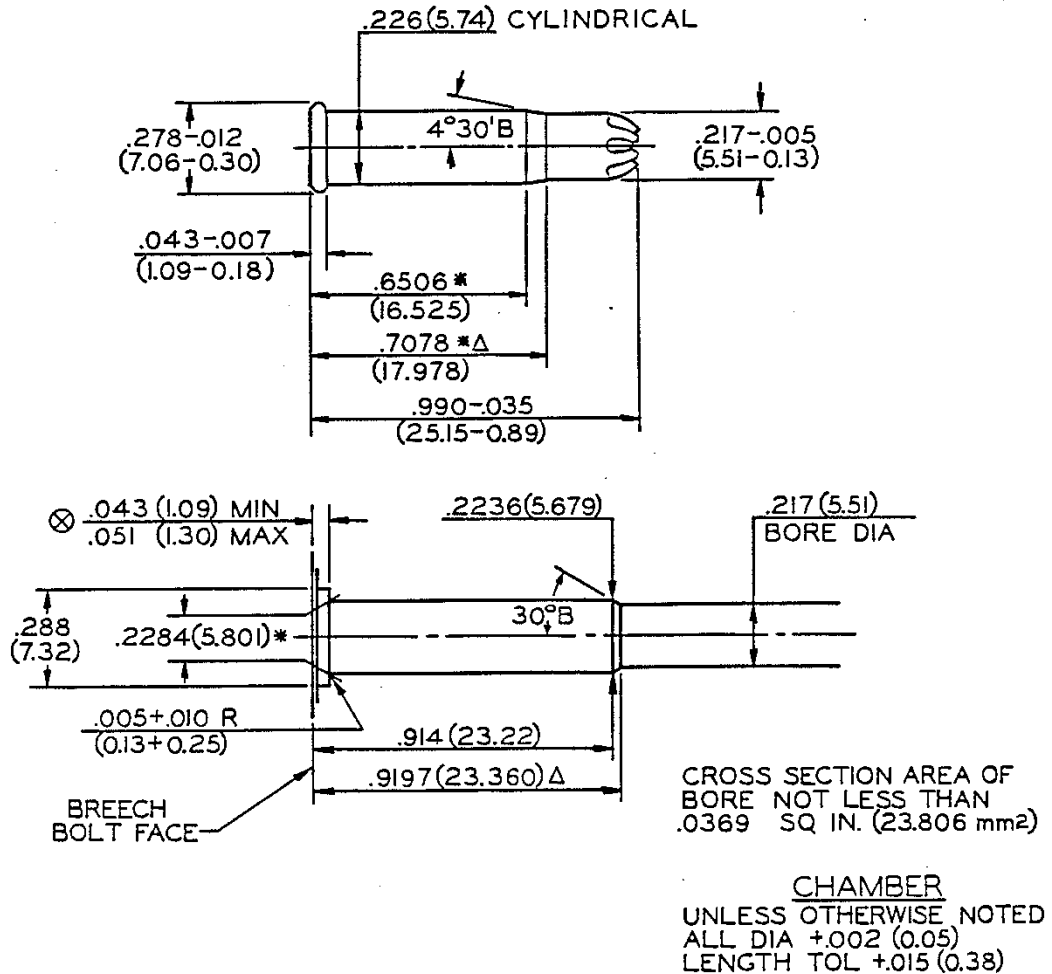 .226(5.74) CYLINDRICAL
.278-.012
(7.06-0.30)
4°30'B
.217-.005
(5.51-0.13)
.043-.007
(1.09-0.18)
.6506 *
(16.525)
.7078 *Δ
(17.978)
.990-.035
(25.15-0.89)
⊗ .043 (1.09) MIN
.051 (1.30) MAX
.2236(5.679)
.217(5.51)
BORE DIA
30°B
.288
(7.32)
.2284(5.801)*
.005+.010 R
(0.13+0.25)
.914(23.22)
.9197(23.360)Δ
BREECH
BOLT FACE
CROSS SECTION AREA OF
BORE NOT LESS THAN
.0369 SQ IN. (23.806 mm2)
CHAMBER
UNLESS OTHERWISE NOTED
ALL DIA +.002 (0.05)
LENGTH TOL +.015 (0.38)